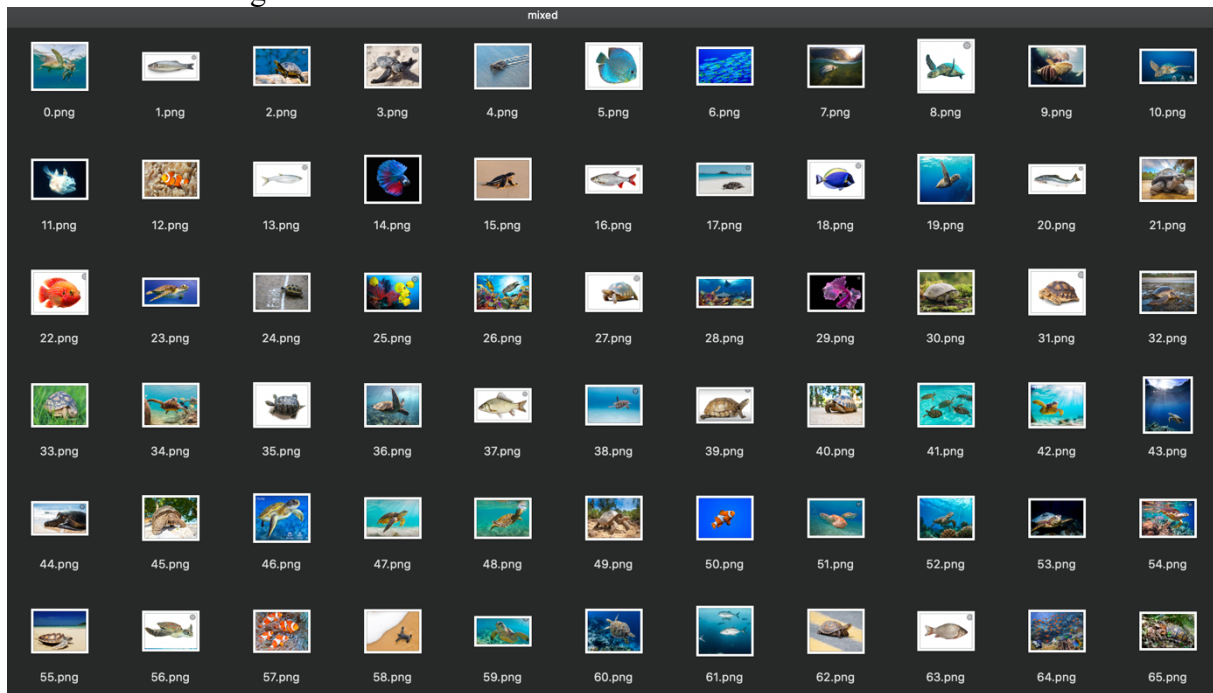 mixed
0.png 1.png 2.png 3.png 4.png 5.png 6.png 7.png 8.png 9.png 10.png
11.png 12.png 13.png 14.png 15.png 16.png 17.png 18.png 19.png 20.png 21.png
22.png 23.png 24.png 25.png 26.png 27.png 28.png 29.png 30.png 31.png 32.png
33.png 34.png 35.png 36.png 37.png 38.png 39.png 40.png 41.png 42.png 43.png
44.png 45.png 46.png 47.png 48.png 49.png 50.png 51.png 52.png 53.png 54.png
55.png 56.png 57.png 58.png 59.png 60.png 61.png 62.png 63.png 64.png 65.png